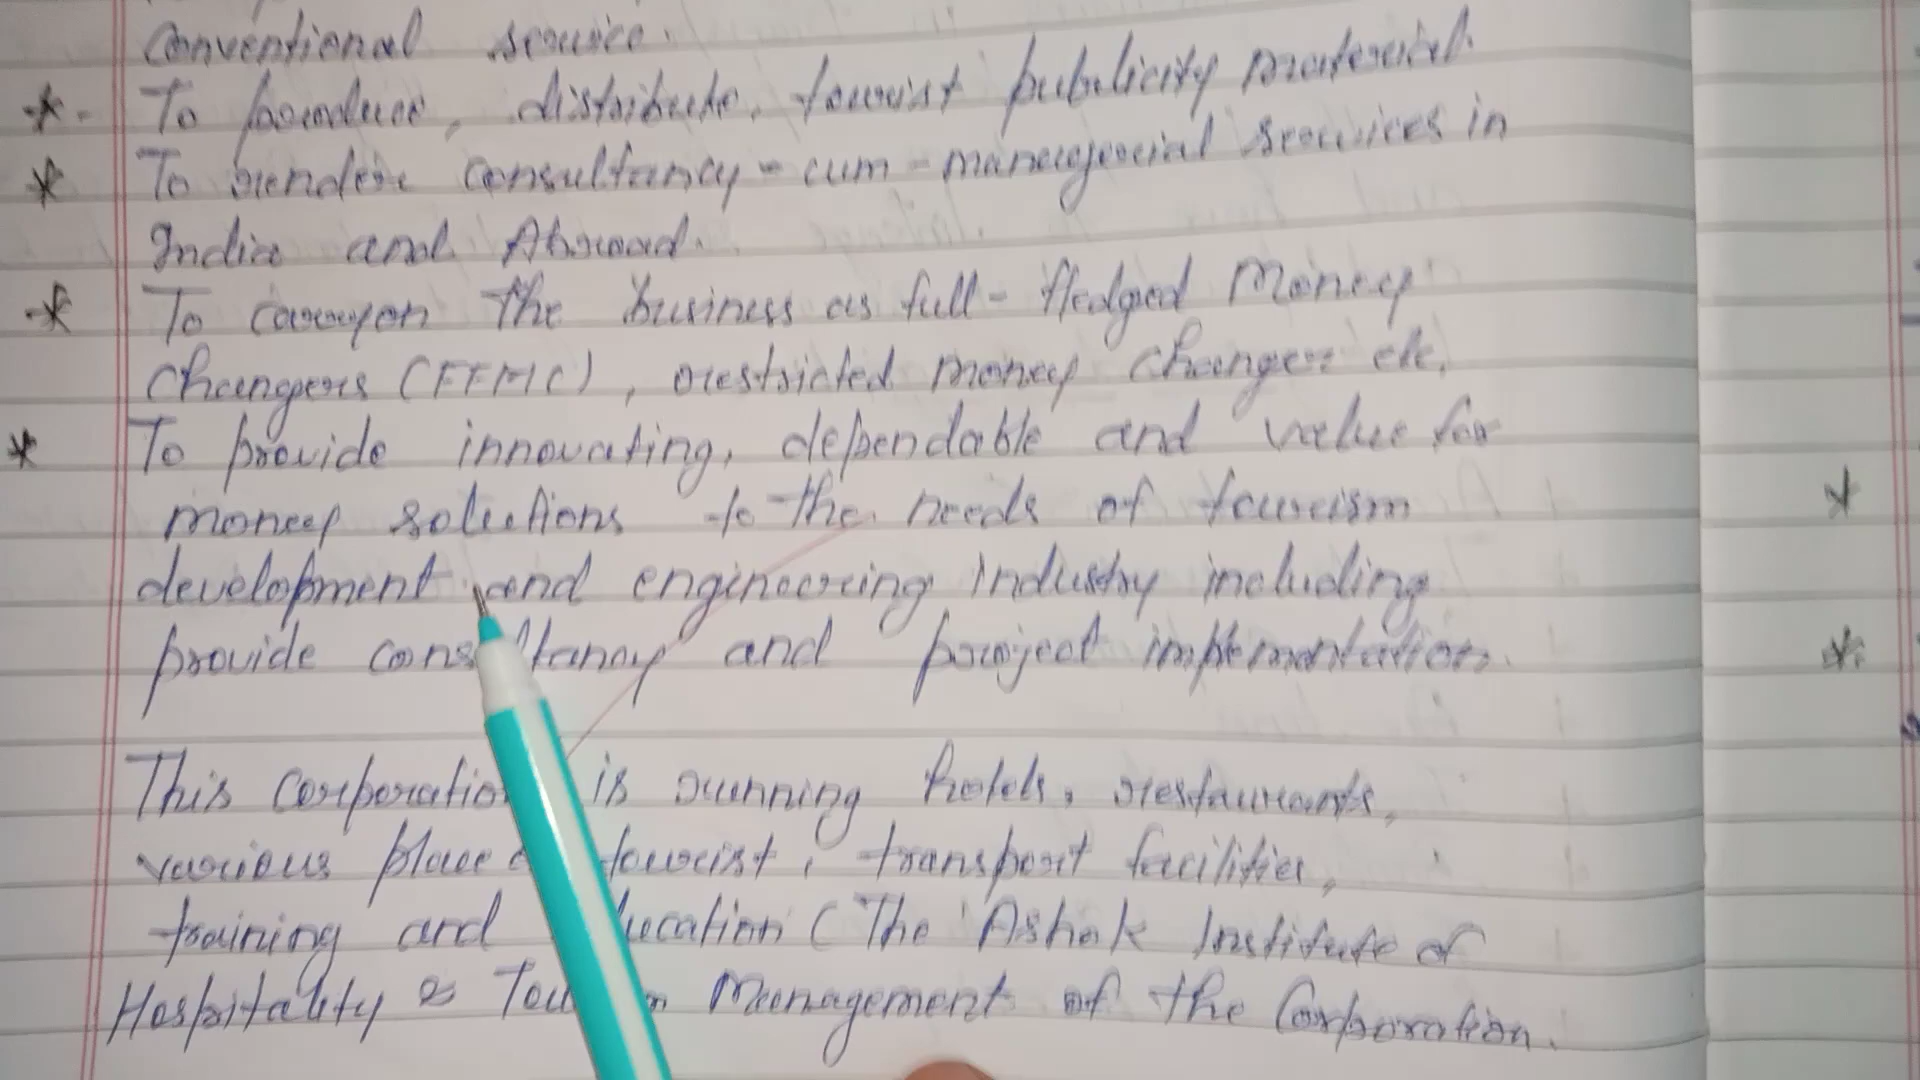 Conventional service.
* - To produce, distribute, tourist publicity material.
* To render consultancy - cum - managerial services in
India and Abroad.
* To carryon the business as full - fledged Money
Changers (FFMC), restricted money changers etc.
* To provide innovating, dependable and value for
money solutions to the needs of tourism
development and engineering Industry including
provide consultancy and project implementation.
This Corporation is running hotels, restaurants,
various place tourist, transport facilities,
training and education (The Ashok Institute of
Hospitality & Tourism Management of the Corporation.